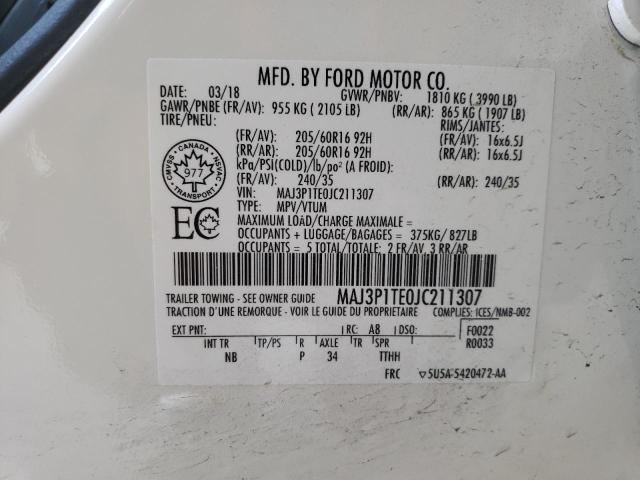 MFD. BY FORD MOTOR CO.
DATE: 03/18 GVWR/PNBV: 1810 KG ( 3990 LB)
GAWR/PNBE (FR/AV): 955 KG ( 2105 LB) (RR/AR): 865 KG ( 1907 LB)
TIRE/PNEU: RIMS/JANTES:
(FR/AV): 205/60R16 92H (FR/AV): 16x6.5J
(RR/AR): 205/60R16 92H (RR/AR): 16x6.5J
kPa/PSI(COLD)/lb/po² (A FROID):
(FR/AV): 240/35 (RR/AR): 240/35
VIN: MAJ3P1TE0JC211307
TYPE: MPV/VTUM
MAXIMUM LOAD/CHARGE MAXIMALE =
OCCUPANTS + LUGGAGE/BAGAGES = 375KG/ 827LB
OCCUPANTS = 5 TOTAL/TOTALE: 2 FR/AV, 3 RR/AR
CANADA
CMVSS NSVAC
977
TRANSPORT
EC
TRAILER TOWING - SEE OWNER GUIDE MAJ3P1TE0JC211307
TRACTION D'UNE REMORQUE - VOIR LE GUIDE DU PROPRIETAIRE COMPLIES: ICES/NMB-002
EXT PNT: RC: A8 DSO: F0022
INT TR TP/PS R AXLE TR SPR R0033
NB P 34 TTHH
FRC ▽5U5A-5420472-AA